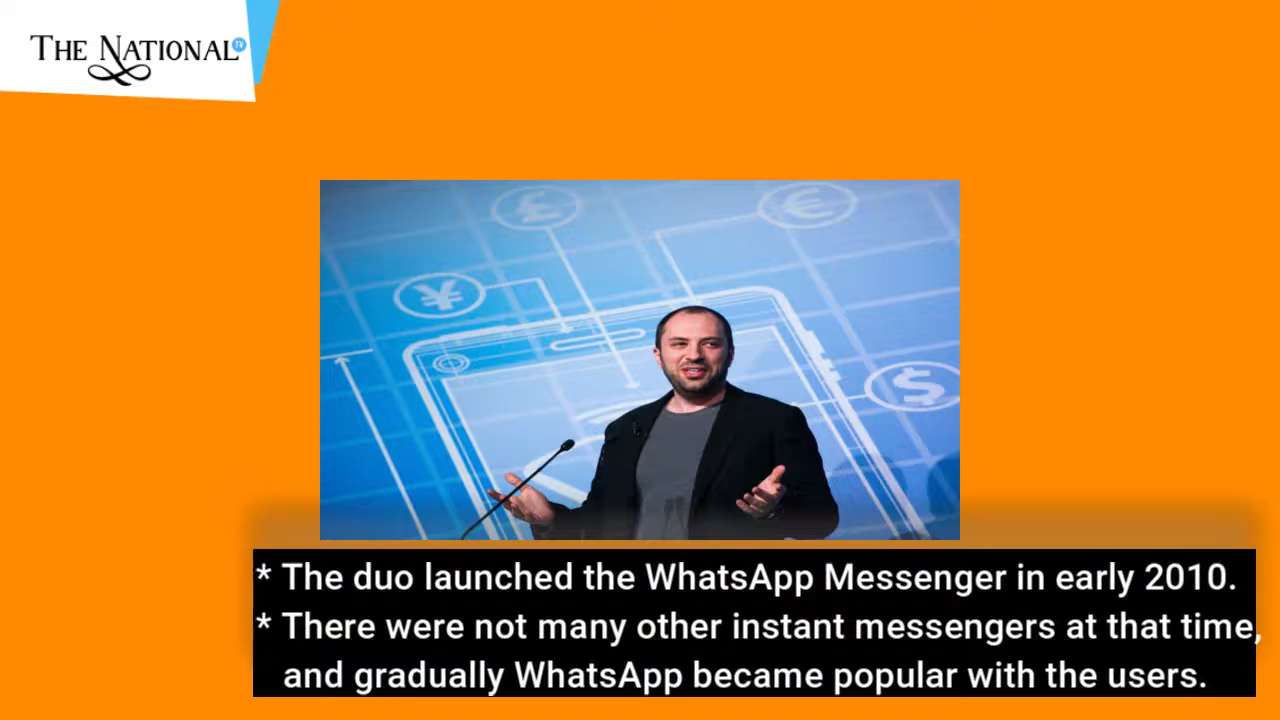 THE NATIONAL TV
£
€
¥
$
* The duo launched the WhatsApp Messenger in early 2010.
* There were not many other instant messengers at that time,
and gradually WhatsApp became popular with the users.